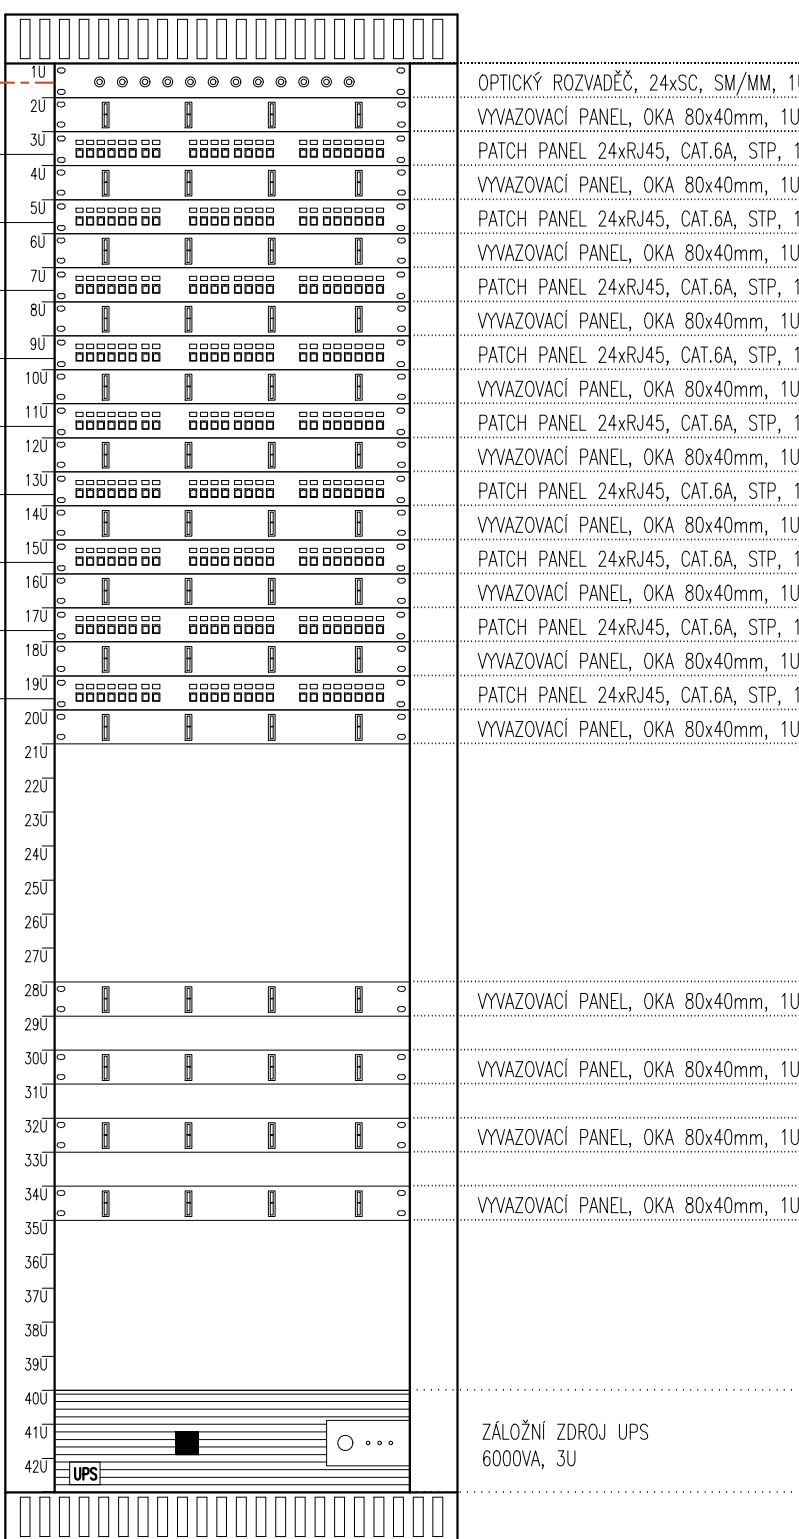 1U
OPTICKÝ ROZVADĚČ, 24xSC, SM/MM, 1U
2U
VYVAZOVACÍ PANEL, OKA 80x40mm, 1U
3U
PATCH PANEL 24xRJ45, CAT.6A, STP, 1
4U
VYVAZOVACÍ PANEL, OKA 80x40mm, 1U
5U
PATCH PANEL 24xRJ45, CAT.6A, STP, 1
6U
VYVAZOVACÍ PANEL, OKA 80x40mm, 1U
7U
PATCH PANEL 24xRJ45, CAT.6A, STP, 1
8U
VYVAZOVACÍ PANEL, OKA 80x40mm, 1U
9U
PATCH PANEL 24xRJ45, CAT.6A, STP, 1
10U
VYVAZOVACÍ PANEL, OKA 80x40mm, 1U
11U
PATCH PANEL 24xRJ45, CAT.6A, STP, 1
12U
VYVAZOVACÍ PANEL, OKA 80x40mm, 1U
13U
PATCH PANEL 24xRJ45, CAT.6A, STP, 1
14U
VYVAZOVACÍ PANEL, OKA 80x40mm, 1U
15U
PATCH PANEL 24xRJ45, CAT.6A, STP, 1
16U
VYVAZOVACÍ PANEL, OKA 80x40mm, 1U
17U
PATCH PANEL 24xRJ45, CAT.6A, STP, 1
18U
VYVAZOVACÍ PANEL, OKA 80x40mm, 1U
19U
PATCH PANEL 24xRJ45, CAT.6A, STP, 1
20U
VYVAZOVACÍ PANEL, OKA 80x40mm, 1U
21U
22U
23U
24U
25U
26U
27U
28U
VYVAZOVACÍ PANEL, OKA 80x40mm, 1U
29U
30U
VYVAZOVACÍ PANEL, OKA 80x40mm, 1U
31U
32U
VYVAZOVACÍ PANEL, OKA 80x40mm, 1U
33U
34U
VYVAZOVACÍ PANEL, OKA 80x40mm, 1U
35U
36U
37U
38U
39U
40U
41U
ZÁLOŽNÍ ZDROJ UPS
6000VA, 3U
42U
UPS